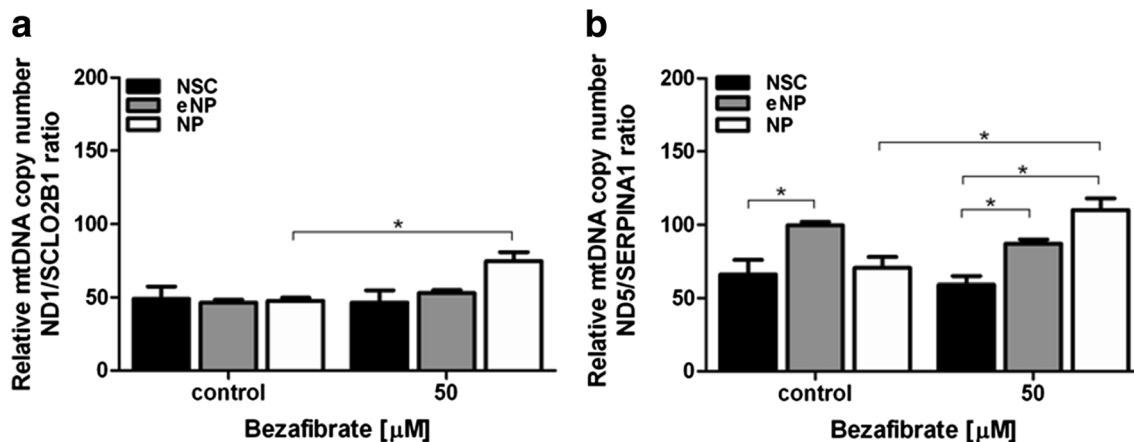 a
Relative mtDNA copy number
ND1/SCLO2B1 ratio
200
150
100
50
0
NSC
eNP
NP
*
control
50
Bezafibrate [μM]
b
Relative mtDNA copy number
ND5/SERPINA1 ratio
200
150
100
50
0
NSC
eNP
NP
*
*
*
*
control
50
Bezafibrate [μM]